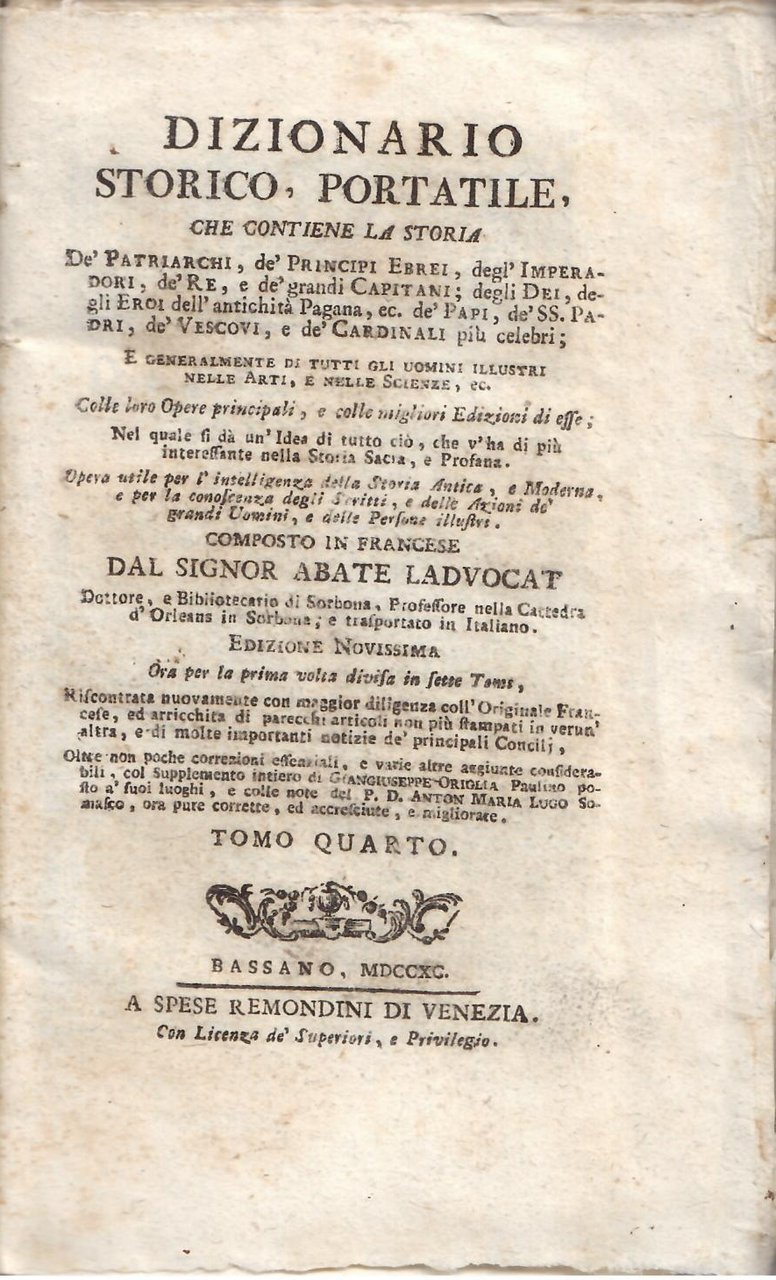 DIZIONARIO
STORICO, PORTATILE,
CHE CONTIENE LA STORIA
De' PATRIARCHI, de' PRINCIPI EBREI, degl' IMPERA-
DORI, de' RE, e de' grandi CAPITANI; degli DEI, de-
gli EROI dell' antichità Pagana, ec. de' PAPI, de' SS. PA-
DRI, de' VESCOVI, e de' CARDINALI più celebri;
E GENERALMENTE DI TUTTI GLI UOMINI ILLUSTRI
NELLE ARTI, E NELLE SCIENZE, ec.
Colle loro Opere principali, e colle migliori Edizioni di eſſe;
Nel quale ſi dà un' Idea di tutto ciò, che v' ha di più
intereſſante nella Storia Sacra, e Profana.
Opera utile per l' intelligenza della Storia Antica, e Moderna,
e per la conoſcenza degli Scritti, e delle Azioni de'
grandi Uomini, e delle Perſone illuſtri.
COMPOSTO IN FRANCESE
DAL SIGNOR ABATE LADVOCAT
Dottore, e Bibliotecario di Sorbona, Profeſſore nella Cattedra
d' Orleans in Sorbona; e traſportato in Italiano.
EDIZIONE NOVISSIMA
Ora per la prima volta diviſa in ſette Tomi,
Riſcontrata nuovamente con maggior diligenza coll' Originale Fran-
ceſe, ed arricchita di parecchi articoli non più ſtampati in verun'
altra, e di molte importanti notizie de' principali Concilj,
Oltre non poche correzioni eſſenziali, e varie altre aggiunte conſidera-
bili, col Supplemento intiero di GIANGIUSEPPE ORIGLIA Paulino po-
ſto a' ſuoi luoghi, e colle note del P. D. ANTON MARIA LUGO So-
maſco, ora pure corrette, ed accreſciute, e migliorate.
TOMO QUARTO.
BASSANO, MDCCXC.
A SPESE REMONDINI DI VENEZIA.
Con Licenza de' Superiori, e Privilegio.